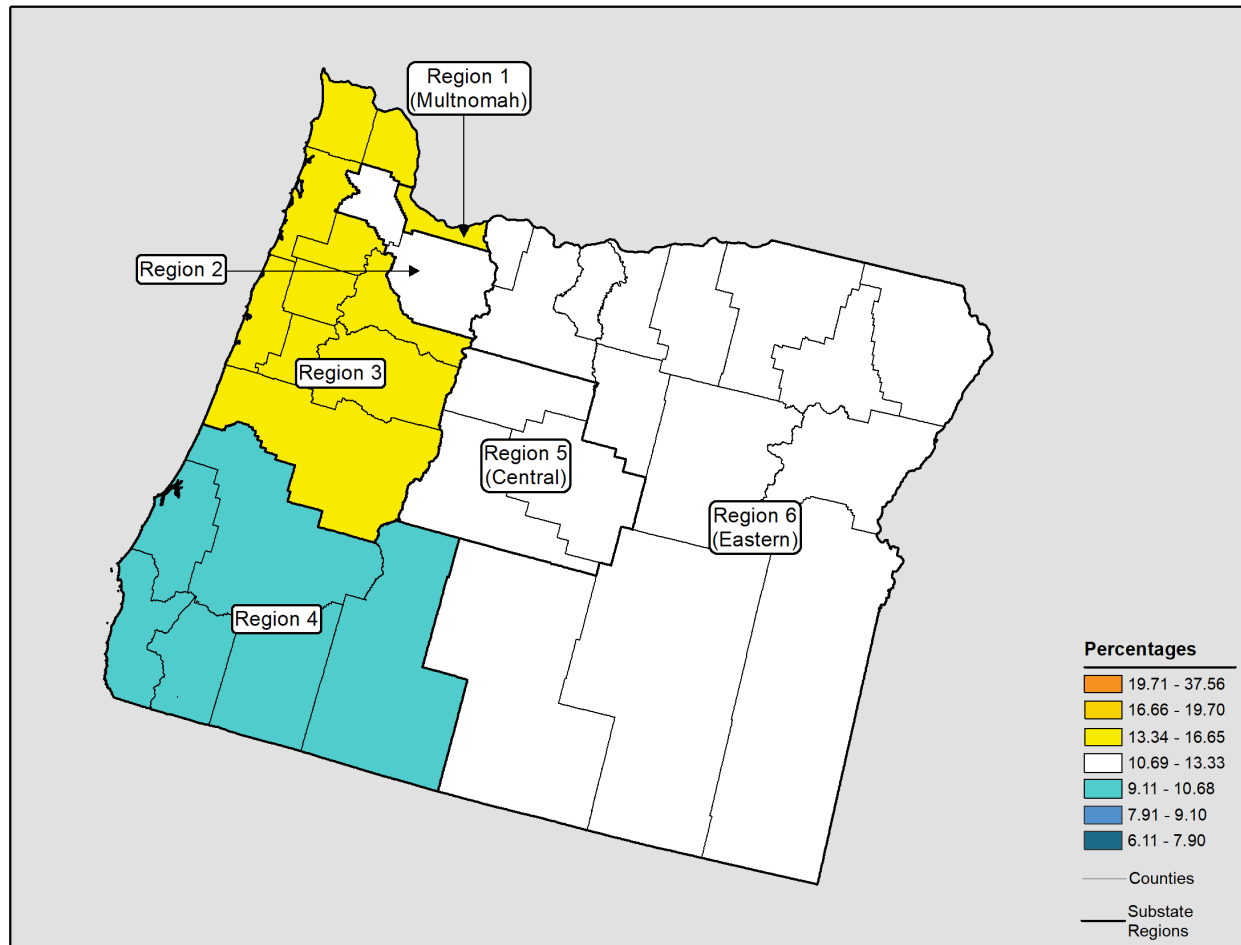 Region 1
(Multnomah)
Region 2
Region 3
Region 5
(Central)
Region 6
(Eastern)
Region 4
Percentages
19.71 - 37.56
16.66 - 19.70
13.34 - 16.65
10.69 - 13.33
9.11 - 10.68
7.91 - 9.10
6.11 - 7.90
Counties
Substate
Regions